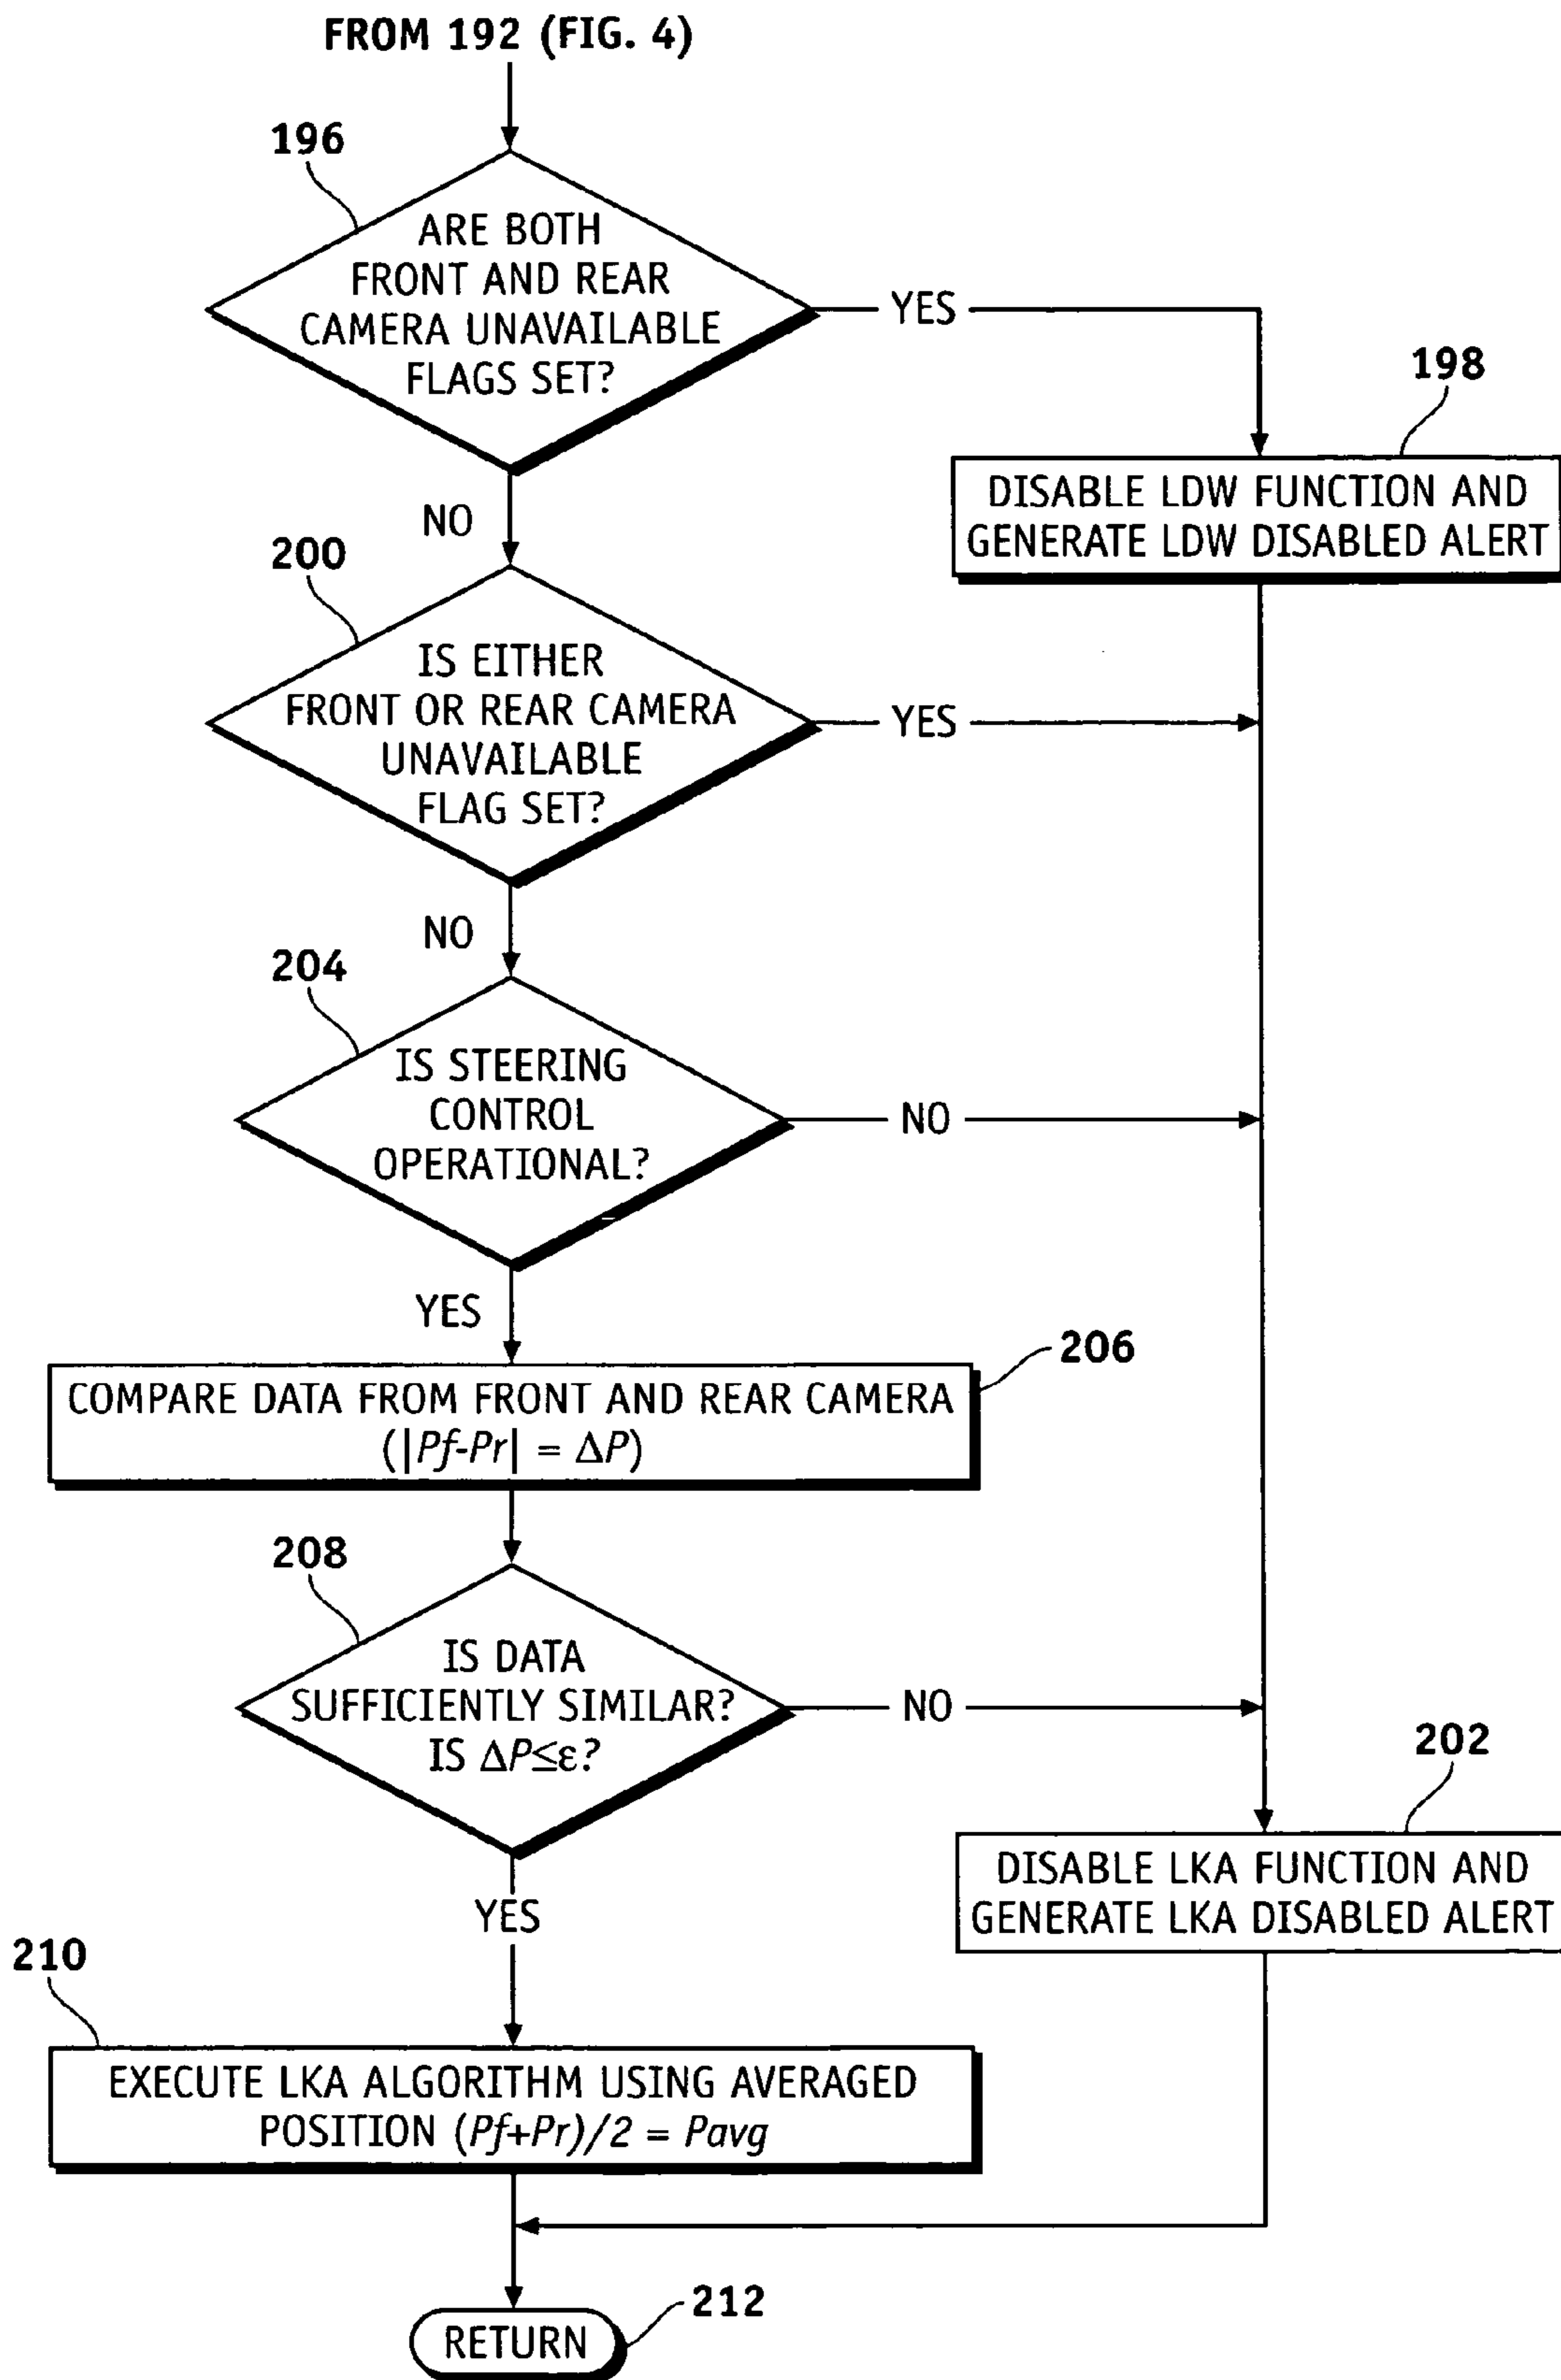 FROM 192 (FIG. 4)
196
ARE BOTH
FRONT AND REAR
CAMERA UNAVAILABLE
FLAGS SET?
YES
198
DISABLE LDW FUNCTION AND
GENERATE LDW DISABLED ALERT
NO
200
IS EITHER
FRONT OR REAR CAMERA
UNAVAILABLE
FLAG SET?
YES
NO
204
IS STEERING
CONTROL
OPERATIONAL?
NO
YES
206
COMPARE DATA FROM FRONT AND REAR CAMERA
(|Pf-Pr| = ΔP)
208
IS DATA
SUFFICIENTLY SIMILAR?
IS ΔP≤ε?
NO
202
DISABLE LKA FUNCTION AND
GENERATE LKA DISABLED ALERT
YES
210
EXECUTE LKA ALGORITHM USING AVERAGED
POSITION (Pf+Pr)/2 = Pavg
RETURN
212